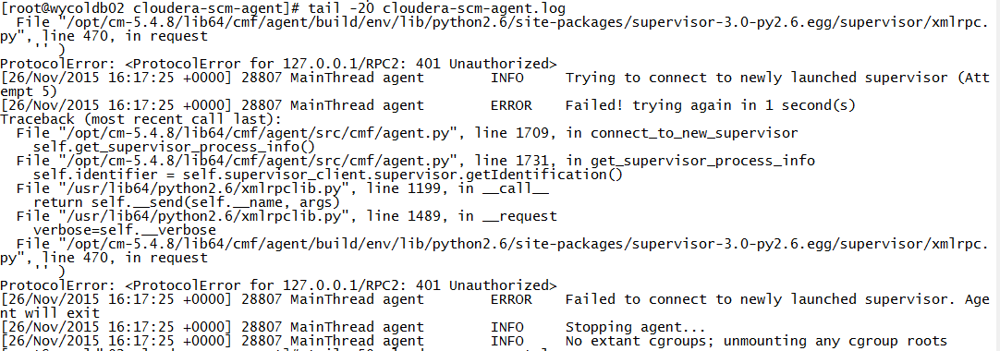 [root@wycoldb02 cloudera-scm-agent]# tail -20 cloudera-scm-agent.log
  File "/opt/cm-5.4.8/lib64/cmf/agent/build/env/lib/python2.6/site-packages/supervisor-3.0-py2.6.egg/supervisor/xmlrpc.
py", line 470, in request
    '' )
ProtocolError: <ProtocolError for 127.0.0.1/RPC2: 401 Unauthorized>
[26/Nov/2015 16:17:25 +0000] 28807 MainThread agent        INFO     Trying to connect to newly launched supervisor (Att
empt 5)
[26/Nov/2015 16:17:25 +0000] 28807 MainThread agent        ERROR    Failed! trying again in 1 second(s)
Traceback (most recent call last):
  File "/opt/cm-5.4.8/lib64/cmf/agent/src/cmf/agent.py", line 1709, in connect_to_new_supervisor
    self.get_supervisor_process_info()
  File "/opt/cm-5.4.8/lib64/cmf/agent/src/cmf/agent.py", line 1731, in get_supervisor_process_info
    self.identifier = self.supervisor_client.supervisor.getIdentification()
  File "/usr/lib64/python2.6/xmlrpclib.py", line 1199, in __call__
    return self.__send(self.__name, args)
  File "/usr/lib64/python2.6/xmlrpclib.py", line 1489, in __request
    verbose=self.__verbose
  File "/opt/cm-5.4.8/lib64/cmf/agent/build/env/lib/python2.6/site-packages/supervisor-3.0-py2.6.egg/supervisor/xmlrpc.
py", line 470, in request
    '' )
ProtocolError: <ProtocolError for 127.0.0.1/RPC2: 401 Unauthorized>
[26/Nov/2015 16:17:25 +0000] 28807 MainThread agent        ERROR    Failed to connect to newly launched supervisor. Age
nt will exit
[26/Nov/2015 16:17:25 +0000] 28807 MainThread agent        INFO     Stopping agent...
[26/Nov/2015 16:17:25 +0000] 28807 MainThread agent        INFO     No extant cgroups; unmounting any cgroup roots